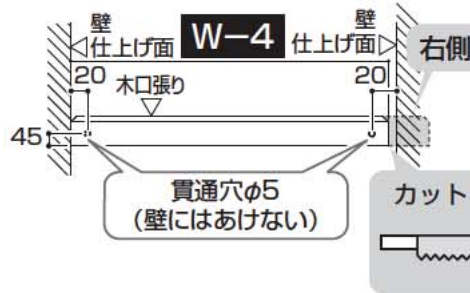 壁
仕上げ面
W-4
壁
仕上げ面
右側
20
木口張り
20
45
貫通穴φ5
(壁にはあけない)
カット